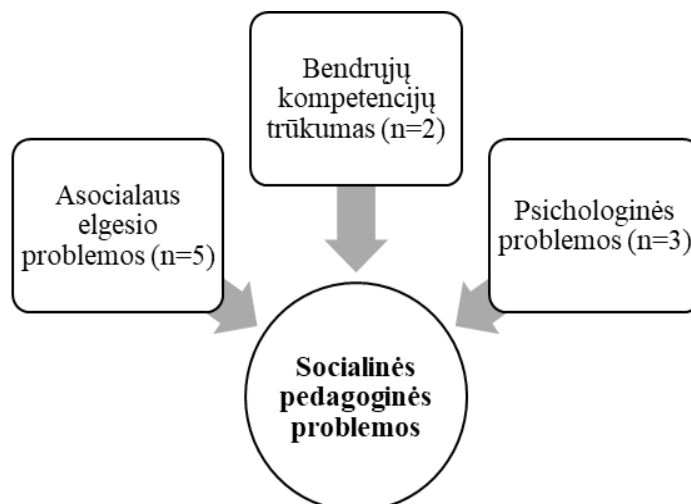 Bendrųjų
kompetencijų
trūkumas (n=2)
Asocialaus
elgesio
problemos (n=5)
Psichologinės
problemos (n=3)
Socialinės
pedagoginės
problemos